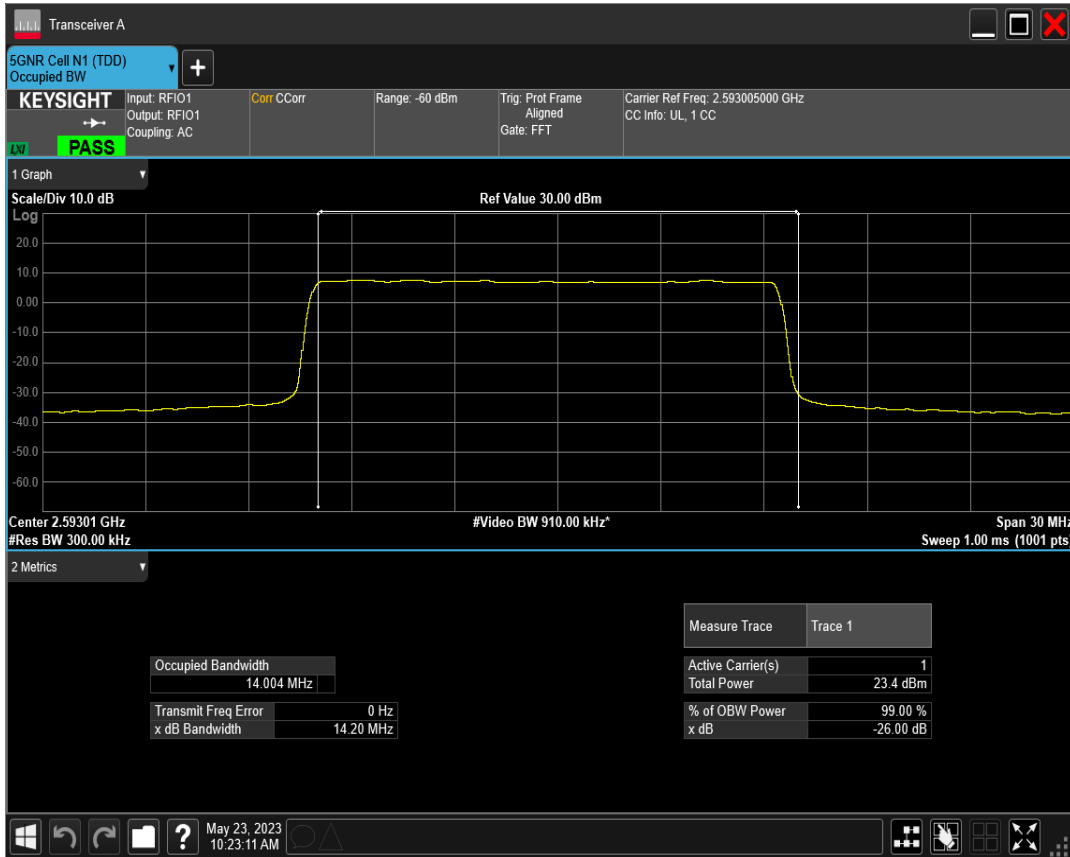 Transceiver A
5GNR Cell N1 (TDD)
Occupied BW
+
KEYSIGHT
LXI
PASS
Input: RFIO1
Output: RFIO1
Coupling: AC
Corr CCorr
Range: -60 dBm
Trig: Prot Frame
Aligned
Gate: FFT
Carrier Ref Freq: 2.593005000 GHz
CC Info: UL, 1 CC
1 Graph
Scale/Div 10.0 dB
Ref Value 30.00 dBm
Log
20.0
10.0
0.00
-10.0
-20.0
-30.0
-40.0
-50.0
-60.0
Center 2.59301 GHz
#Video BW 910.00 kHz*
Span 30 MHz
#Res BW 300.00 kHz
Sweep 1.00 ms (1001 pts)
2 Metrics
Measure Trace Trace 1
Occupied Bandwidth
14.004 MHz
Active Carrier(s) 1
Total Power 23.4 dBm
Transmit Freq Error 0 Hz
x dB Bandwidth 14.20 MHz
% of OBW Power 99.00 %
x dB -26.00 dB
?
May 23, 2023
10:23:11 AM